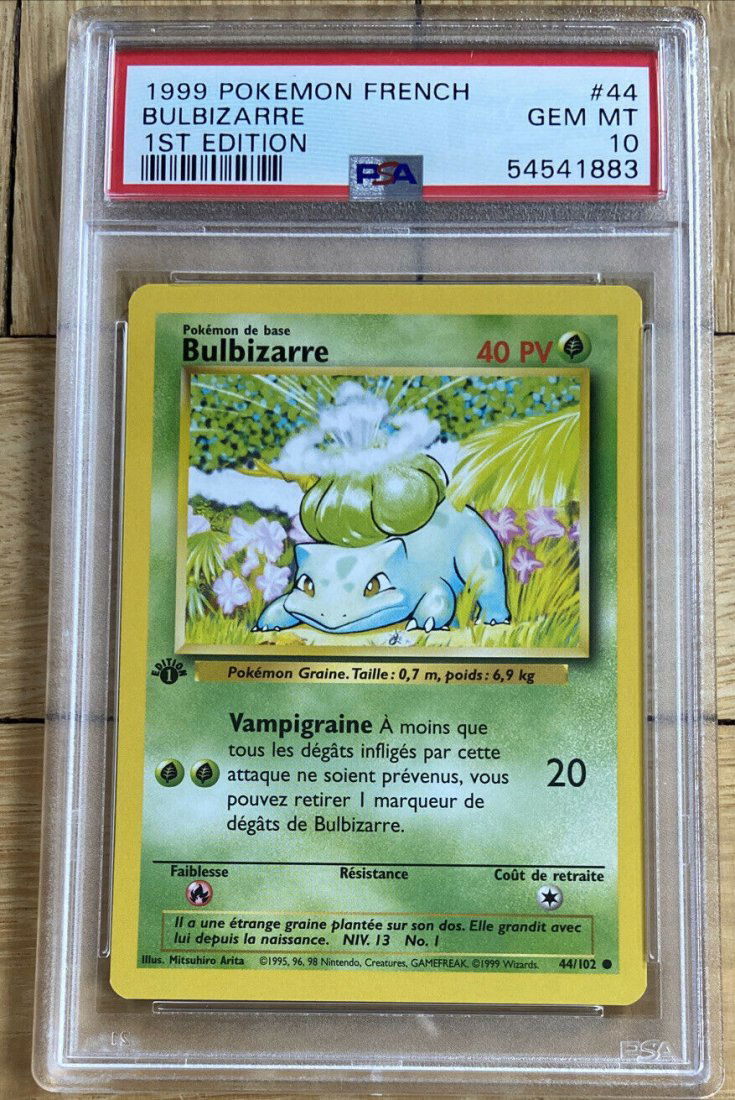 1999 POKEMON FRENCH #44
BULBIZARRE GEM MT
1ST EDITION 10
PSA 54541883
Pokémon de base
Bulbizarre 40 PV
EDITION 1
Pokémon Graine. Taille : 0,7 m, poids : 6,9 kg
Vampigraine À moins que
tous les dégâts infligés par cette
attaque ne soient prévenus, vous
pouvez retirer 1 marqueur de
dégâts de Bulbizarre.
20
Faiblesse Résistance Coût de retraite
Il a une étrange graine plantée sur son dos. Elle grandit avec
lui depuis la naissance. NIV. 13 No. 1
Illus. Mitsuhiro Arita ©1995, 96, 98 Nintendo, Creatures, GAMEFREAK. ©1999 Wizards. 44/102
PSA